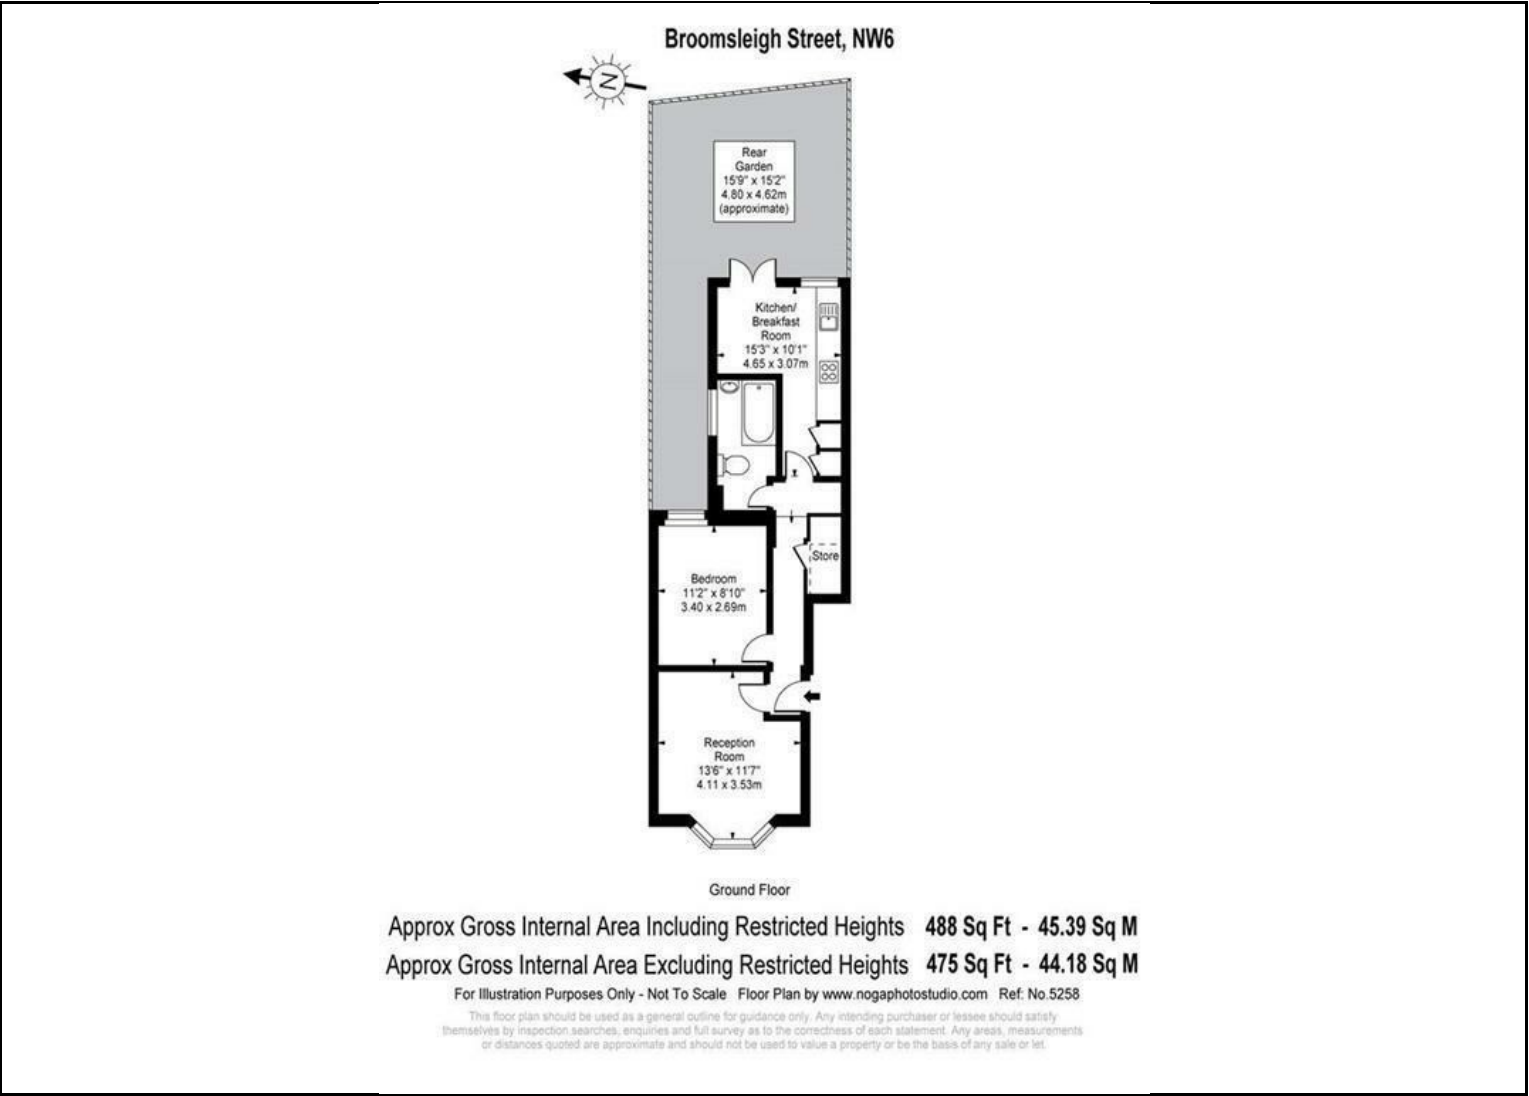 Broomsleigh Street, NW6
N
Rear
Garden
15'9" x 15'2"
4.80 x 4.62m
(approximate)
Kitchen/
Breakfast
Room
15'3" x 10'1"
4.65 x 3.07m
Store
Bedroom
11'2" x 8'10"
3.40 x 2.69m
Reception
Room
13'6" x 11'7"
4.11 x 3.53m
Ground Floor
Approx Gross Internal Area Including Restricted Heights 488 Sq Ft - 45.39 Sq M
Approx Gross Internal Area Excluding Restricted Heights 475 Sq Ft - 44.18 Sq M
For Illustration Purposes Only - Not To Scale Floor Plan by www.nogaphotostudio.com Ref: No.5258
This floor plan should be used as a general outline for guidance only. Any intending purchaser or lessee should satisfy
themselves by inspection, searches, enquiries and full survey as to the correctness of each statement. Any areas, measurements
or distances quoted are approximate and should not be used to value a property or be the basis of any sale or let.